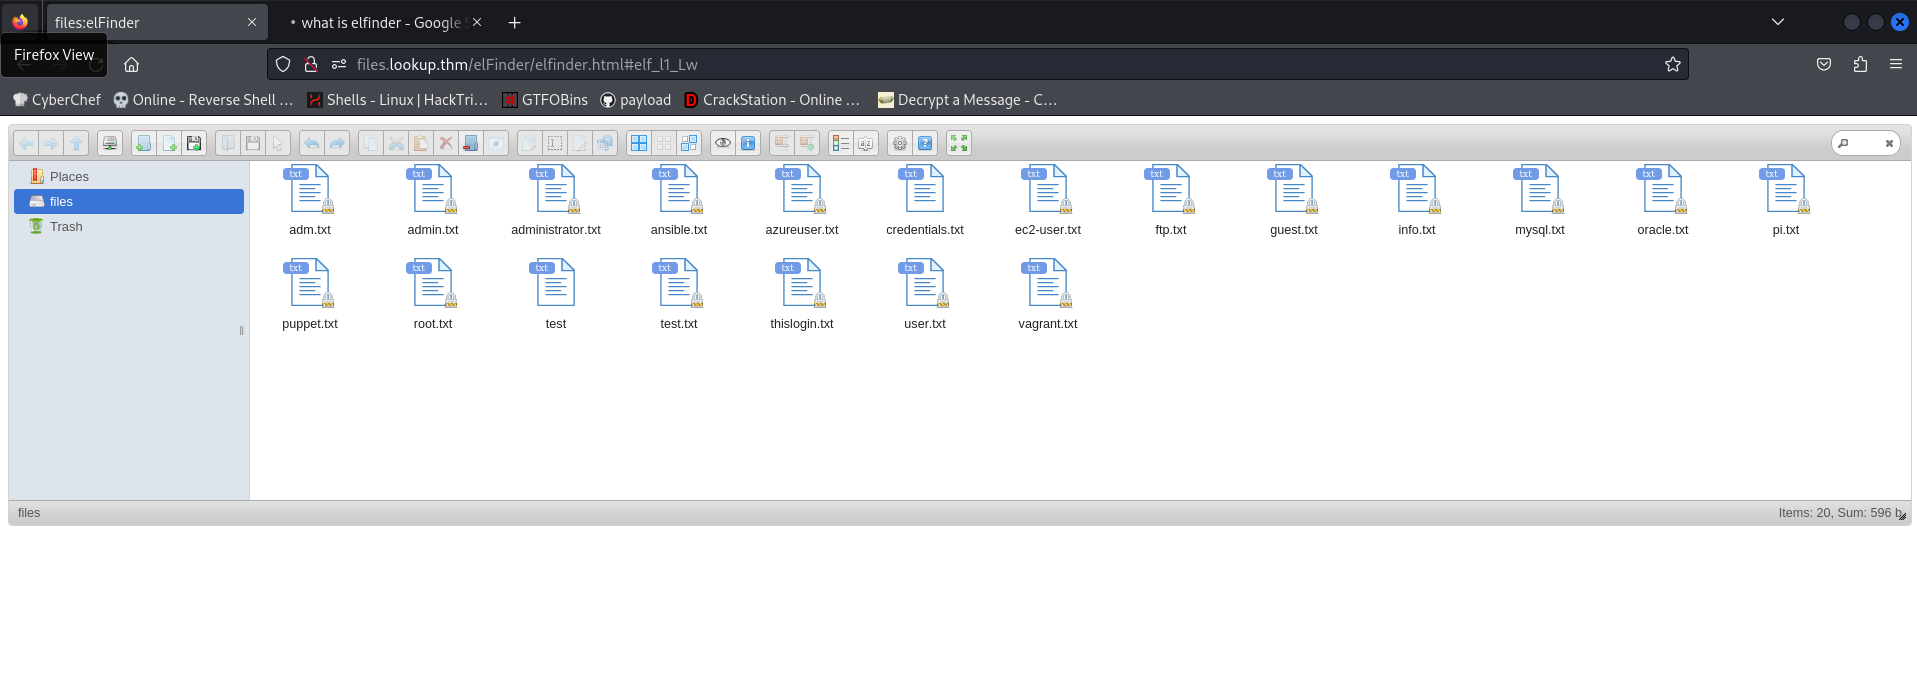 files:elFinder
what is elfinder - Google S
Firefox View
files.lookup.thm/elFinder/elfinder.html#elf_l1_Lw
CyberChef Online - Reverse Shell … Shells - Linux | HackTri… GTFOBins payload CrackStation - Online … Decrypt a Message - C…
Places
files
Trash
txt txt txt txt txt txt txt txt txt txt txt txt txt
adm.txt admin.txt administrator.txt ansible.txt azureuser.txt credentials.txt ec2-user.txt ftp.txt guest.txt info.txt mysql.txt oracle.txt pi.txt
txt txt txt txt txt txt txt
puppet.txt root.txt test test.txt thislogin.txt user.txt vagrant.txt
files
Items: 20, Sum: 596 b